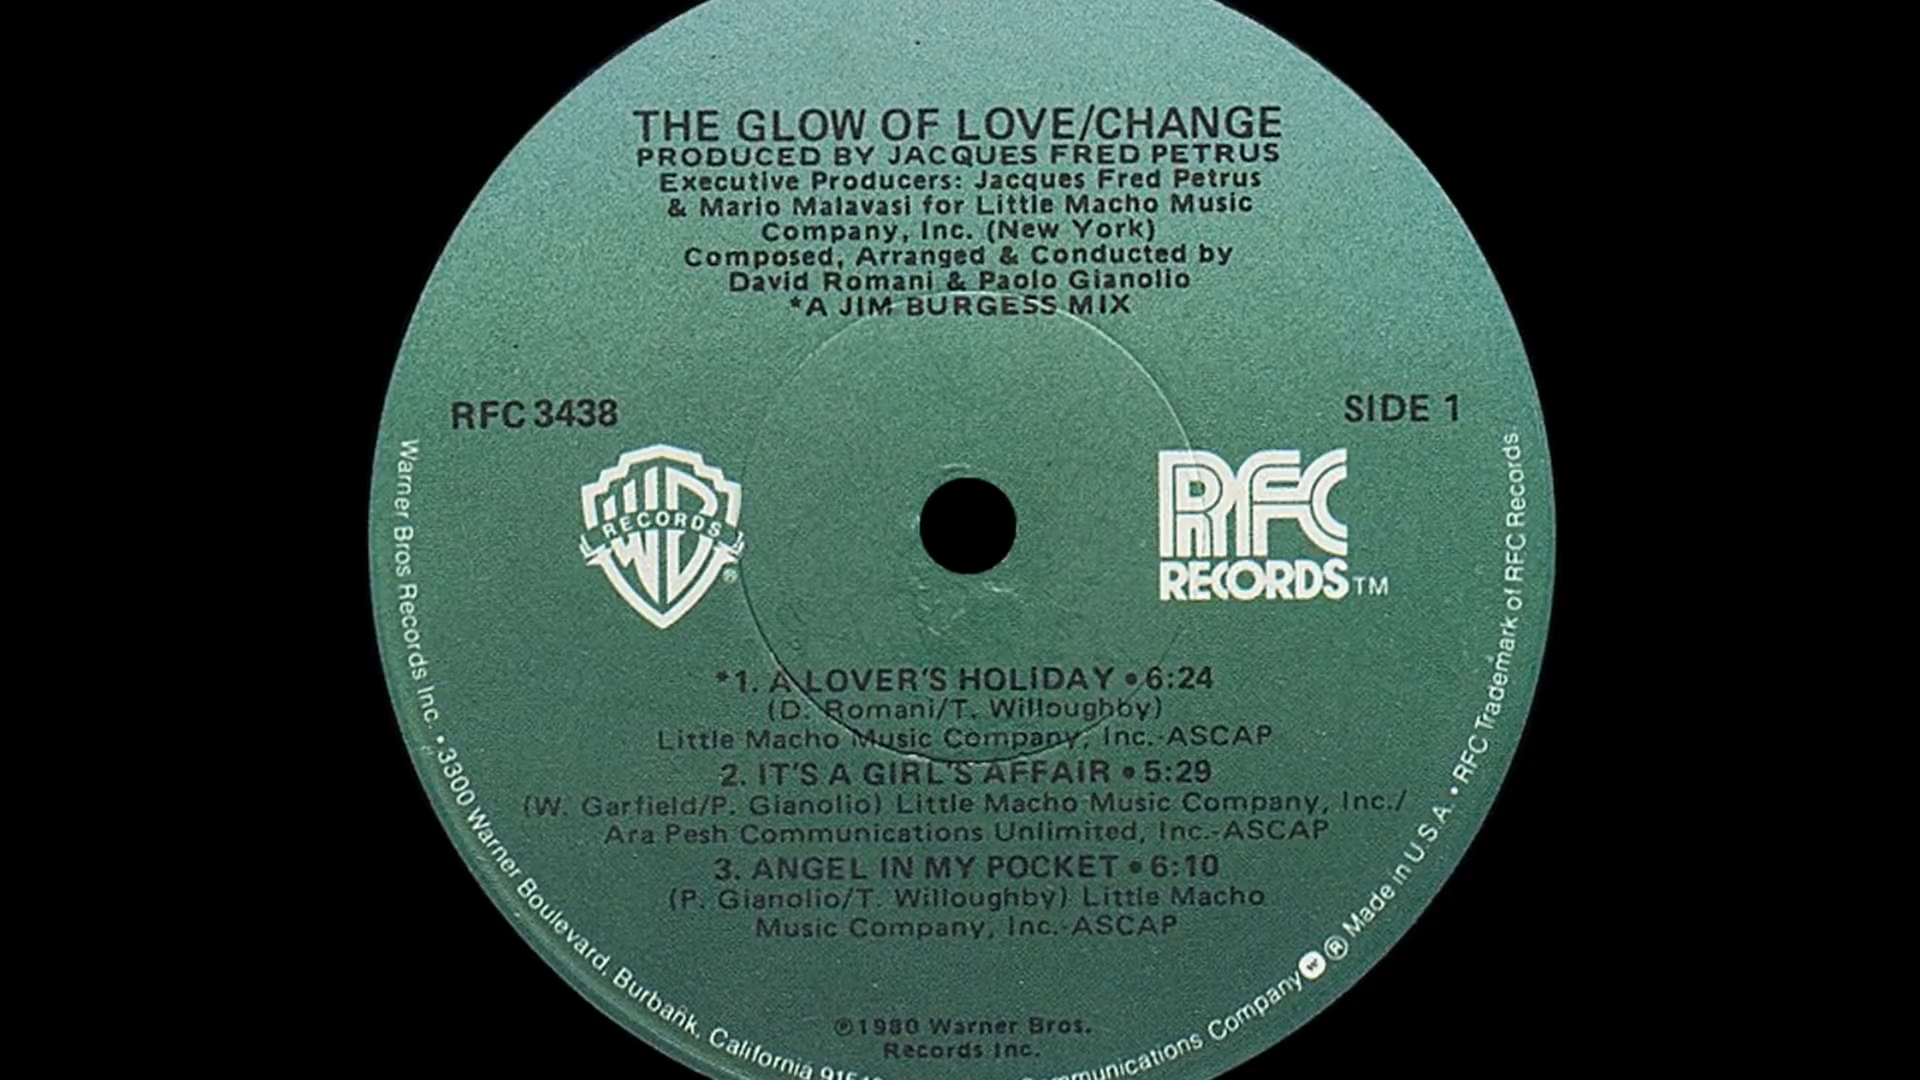 THE GLOW OF LOVE/CHANGE
PRODUCED BY JACQUES FRED PETRUS
Executive Producers: Jacques Fred Petrus
& Mario Malavasi for Little Macho Music
Company, Inc. (New York)
Composed, Arranged & Conducted by
David Romani & Paolo Gianolio
*A JIM BURGESS MIX
RFC 3438
SIDE 1
WB
RECORDS
®
RFC
RECORDS TM
*1. A LOVER'S HOLIDAY • 6:24
(D. Romani/T. Willoughby)
Little Macho Music Company, Inc.-ASCAP
2. IT'S A GIRL'S AFFAIR • 5:29
(W. Garfield/P. Gianolio) Little Macho Music Company, Inc./
Ara Pesh Communications Unlimited, Inc.-ASCAP
3. ANGEL IN MY POCKET • 6:10
(P. Gianolio/T. Willoughby) Little Macho
Music Company, Inc.-ASCAP
℗1980 Warner Bros.
Records Inc.
Warner Bros Records Inc. • 3300 Warner Boulevard, Burbank, California Communications Company W ® Made in U.S.A. • RFC Trademark of RFC Records